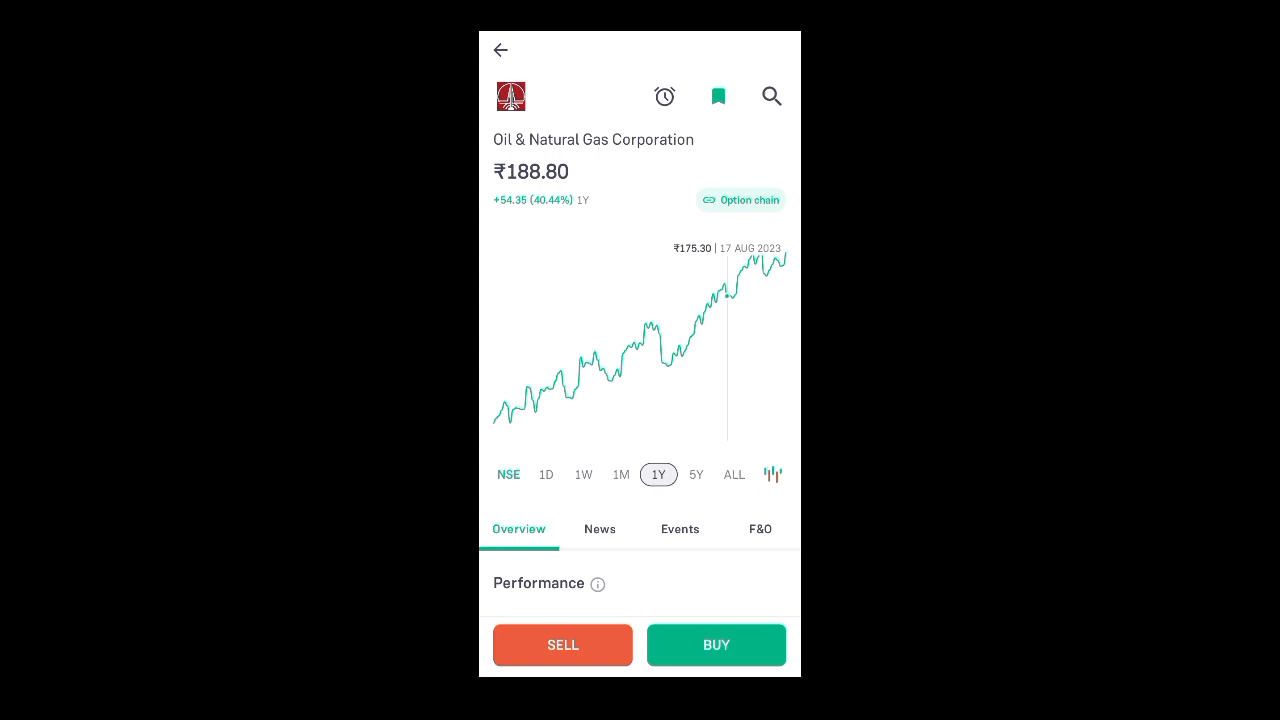 Oil & Natural Gas Corporation
₹188.80
+54.35 (40.44%) 1Y
Option chain
₹175.30 | 17 AUG 2023
NSE 1D 1W 1M 1Y 5Y ALL
Overview News Events F&O
Performance
SELL BUY